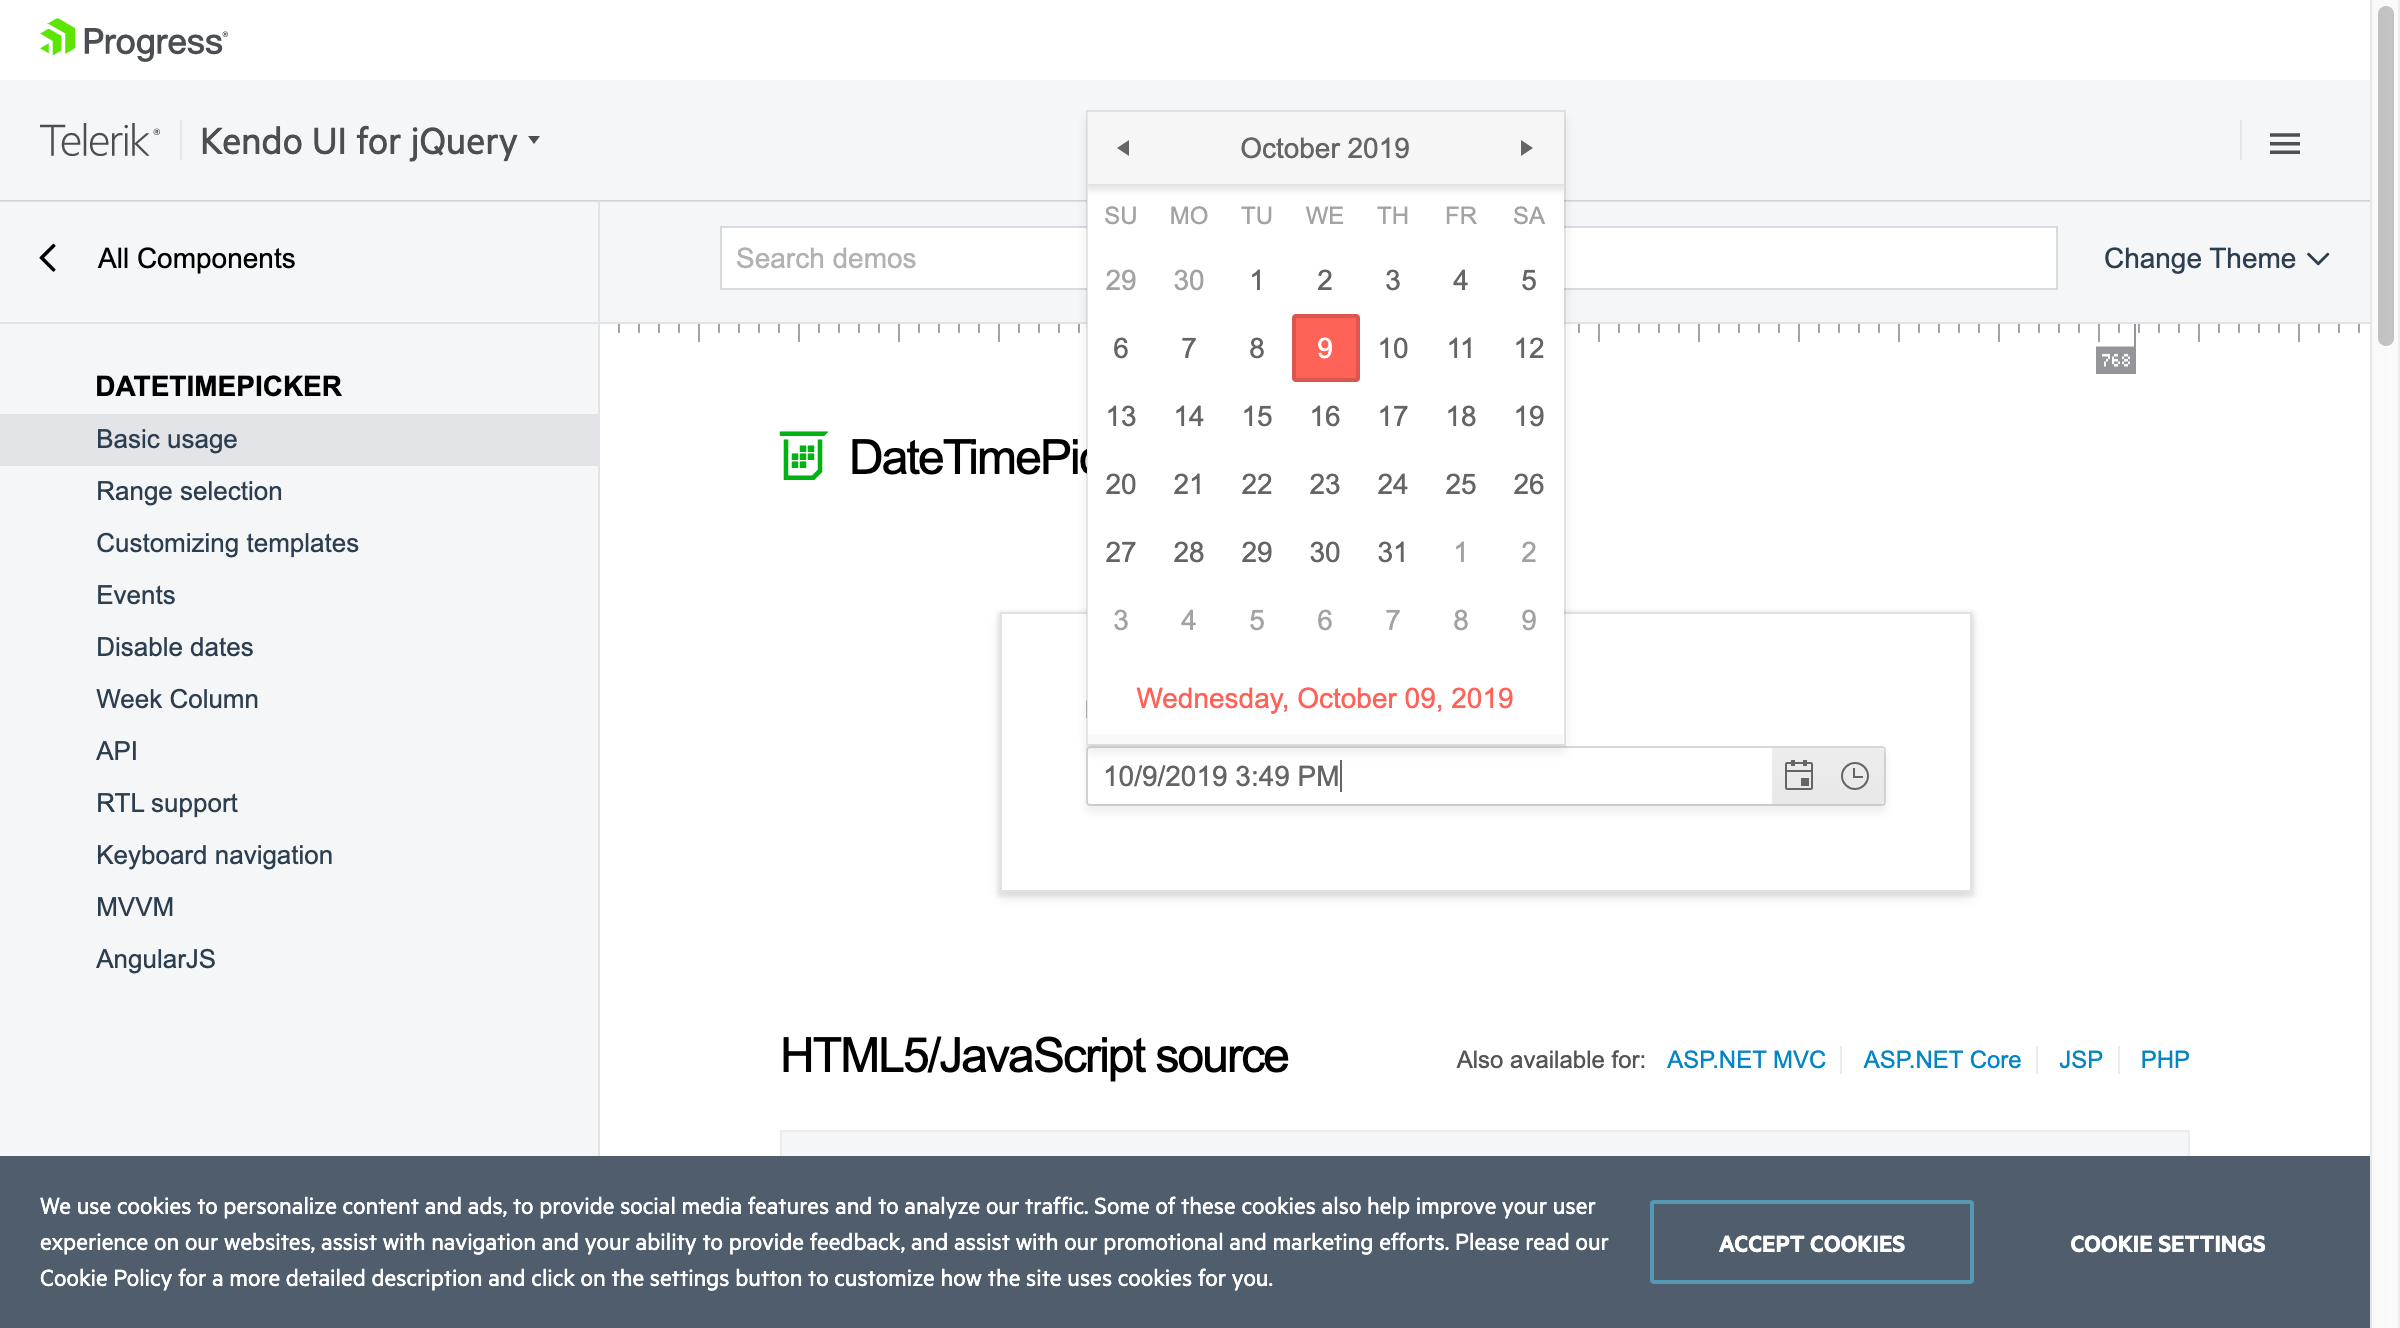 Progress
Telerik
Kendo UI for jQuery
All Components
Search demos
Change Theme
DATETIMEPICKER
Basic usage
Range selection
Customizing templates
Events
Disable dates
Week Column
API
RTL support
Keyboard navigation
MVVM
AngularJS
768
DateTimePic
October 2019
SU MO TU WE TH FR SA
29 30 1 2 3 4 5
6 7 8 9 10 11 12
13 14 15 16 17 18 19
20 21 22 23 24 25 26
27 28 29 30 31 1 2
3 4 5 6 7 8 9
Wednesday, October 09, 2019
10/9/2019 3:49 PM
HTML5/JavaScript source
Also available for: ASP.NET MVC ASP.NET Core JSP PHP
We use cookies to personalize content and ads, to provide social media features and to analyze our traffic. Some of these cookies also help improve your user
experience on our websites, assist with navigation and your ability to provide feedback, and assist with our promotional and marketing efforts. Please read our
Cookie Policy for a more detailed description and click on the settings button to customize how the site uses cookies for you.
ACCEPT COOKIES
COOKIE SETTINGS